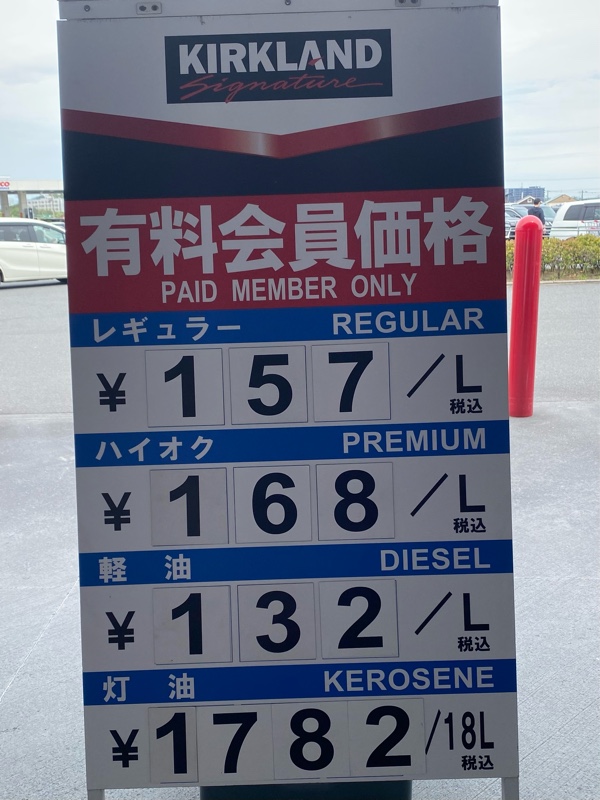 KIRKLAND
Signature
有料会員価格
PAID MEMBER ONLY
レギュラー REGULAR
¥ 157 /L
税込
ハイオク PREMIUM
¥ 168 /L
税込
軽 油 DIESEL
¥ 132 /L
税込
灯 油 KEROSENE
¥ 1782 /18L
税込